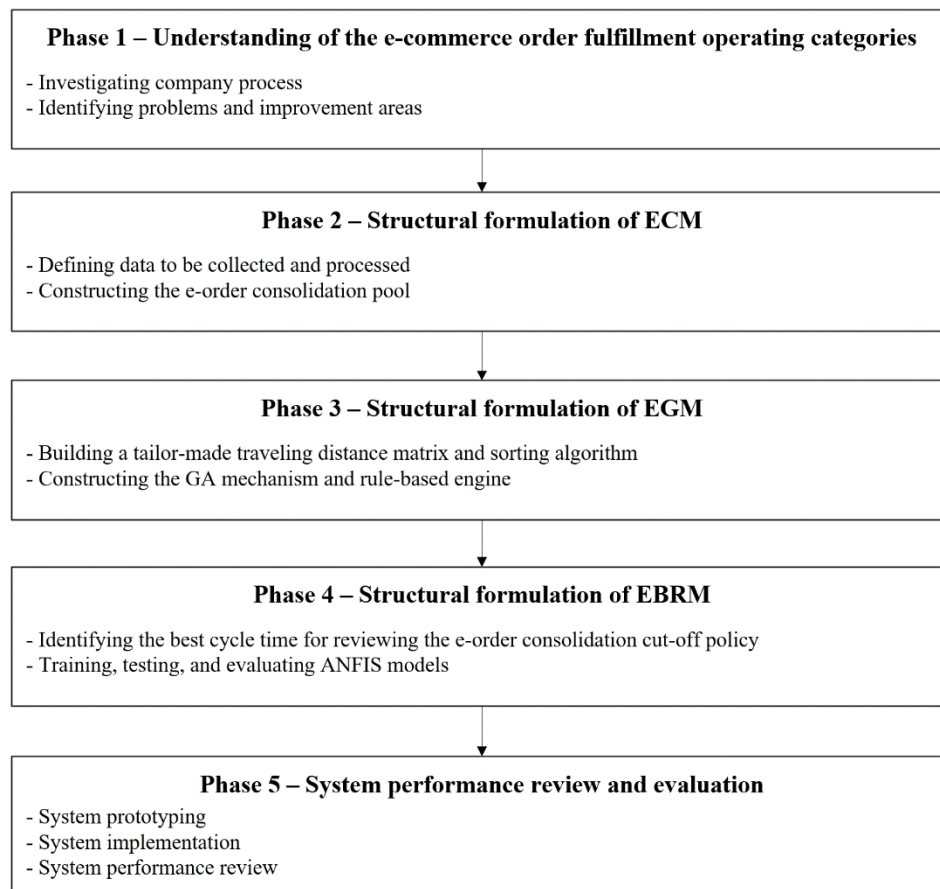 Phase 1 – Understanding of the e-commerce order fulfillment operating categories
- Investigating company process
- Identifying problems and improvement areas
Phase 2 – Structural formulation of ECM
- Defining data to be collected and processed
- Constructing the e-order consolidation pool
Phase 3 – Structural formulation of EGM
- Building a tailor-made traveling distance matrix and sorting algorithm
- Constructing the GA mechanism and rule-based engine
Phase 4 – Structural formulation of EBRM
- Identifying the best cycle time for reviewing the e-order consolidation cut-off policy
- Training, testing, and evaluating ANFIS models
Phase 5 – System performance review and evaluation
- System prototyping
- System implementation
- System performance review